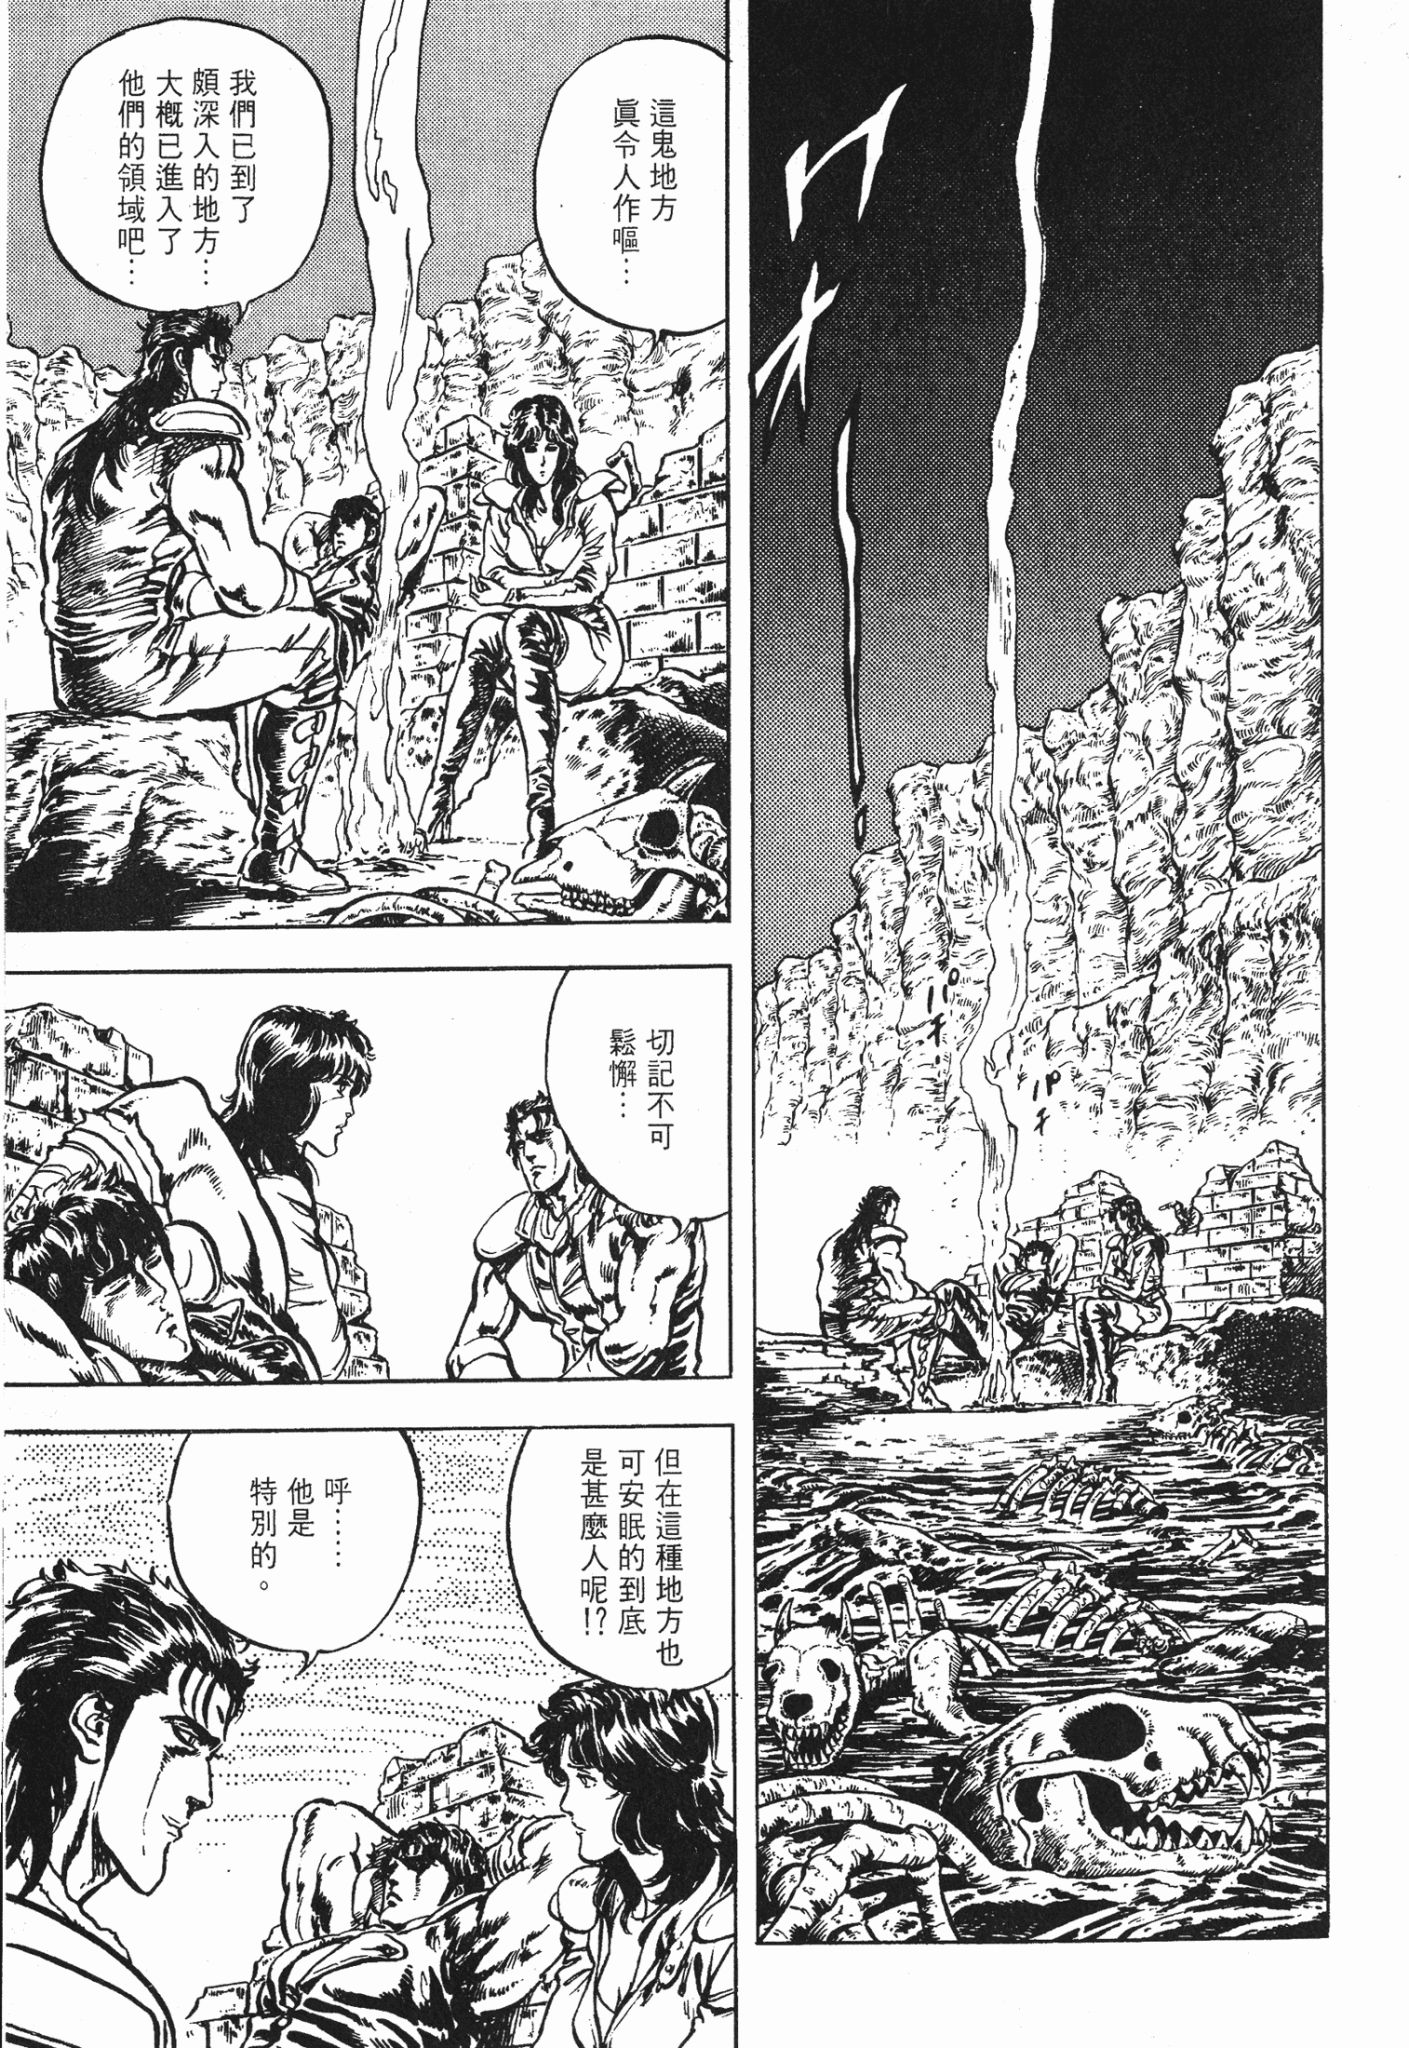 ワオ
パチ
パチ
這鬼地方
眞令人作嘔…
我們已到了
頗深入的地方…
大概已進入了
他們的領域吧…
切記不可
鬆懈…
但在這種地方也
可安眠的到底
是甚麼人呢!?
呼……
他是
特別的。